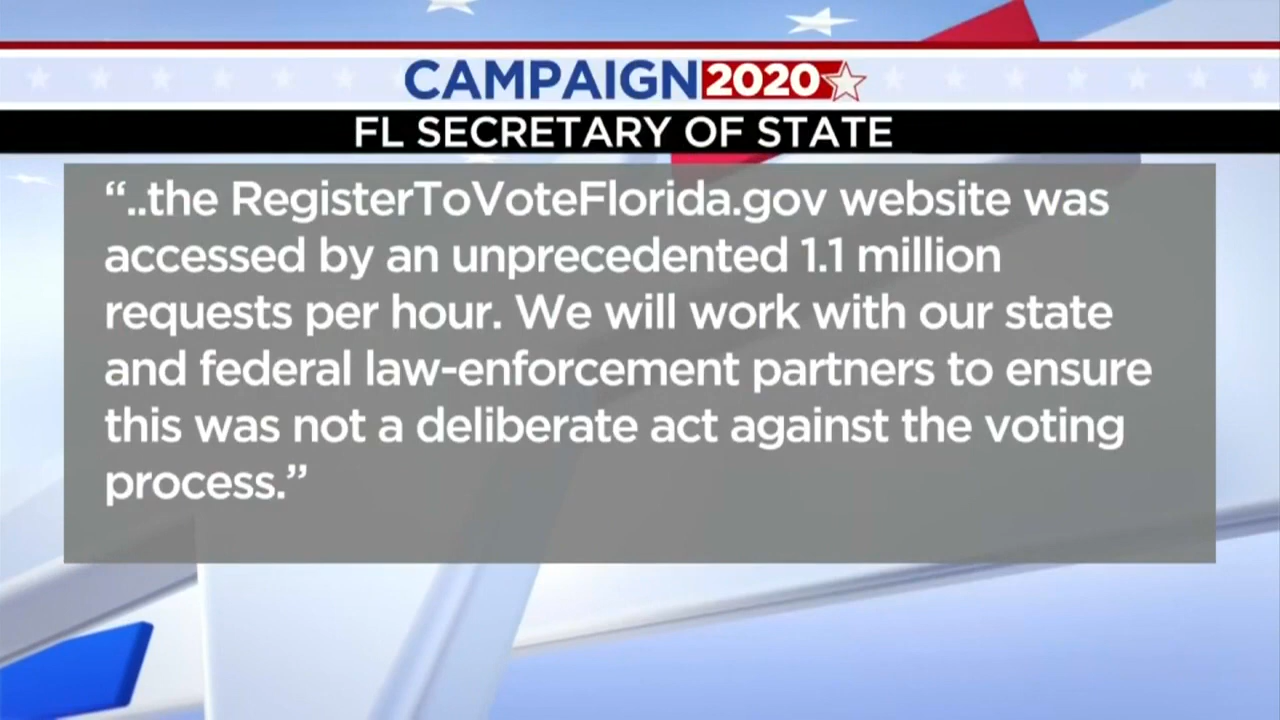 CAMPAIGN 2020
FL SECRETARY OF STATE
“..the RegisterToVoteFlorida.gov website was
accessed by an unprecedented 1.1 million
requests per hour. We will work with our state
and federal law-enforcement partners to ensure
this was not a deliberate act against the voting
process.”